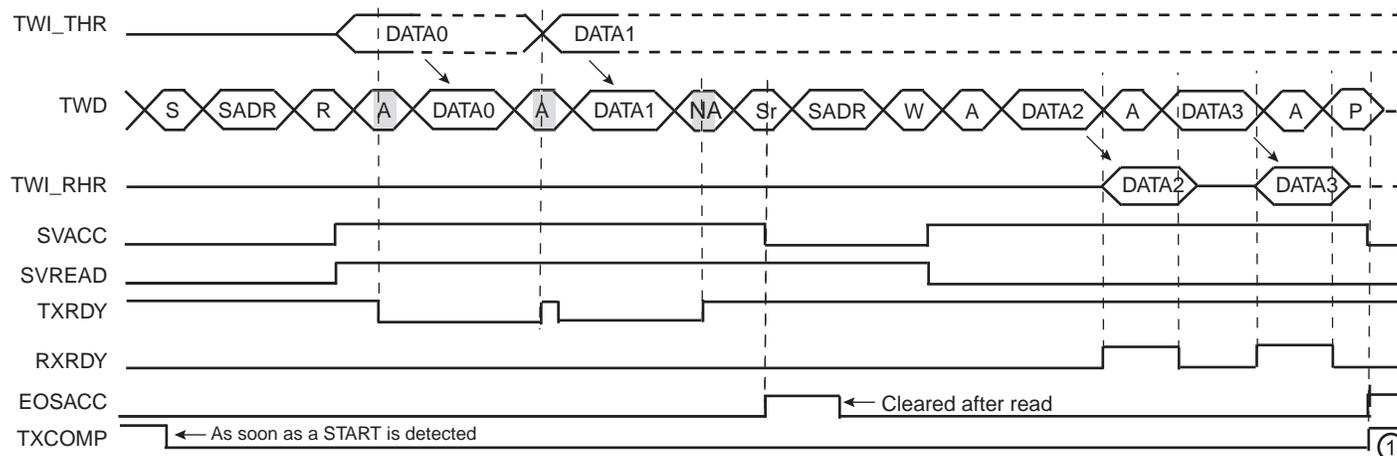 TWI_THR DATA0 DATA1
TWD S SADR R A DATA0 A DATA1 NA Sr SADR W A DATA2 A DATA3 A P
TWI_RHR DATA2 DATA3
SVACC
SVREAD
TXRDY
RXRDY
EOSACC Cleared after read
TXCOMP As soon as a START is detected 1